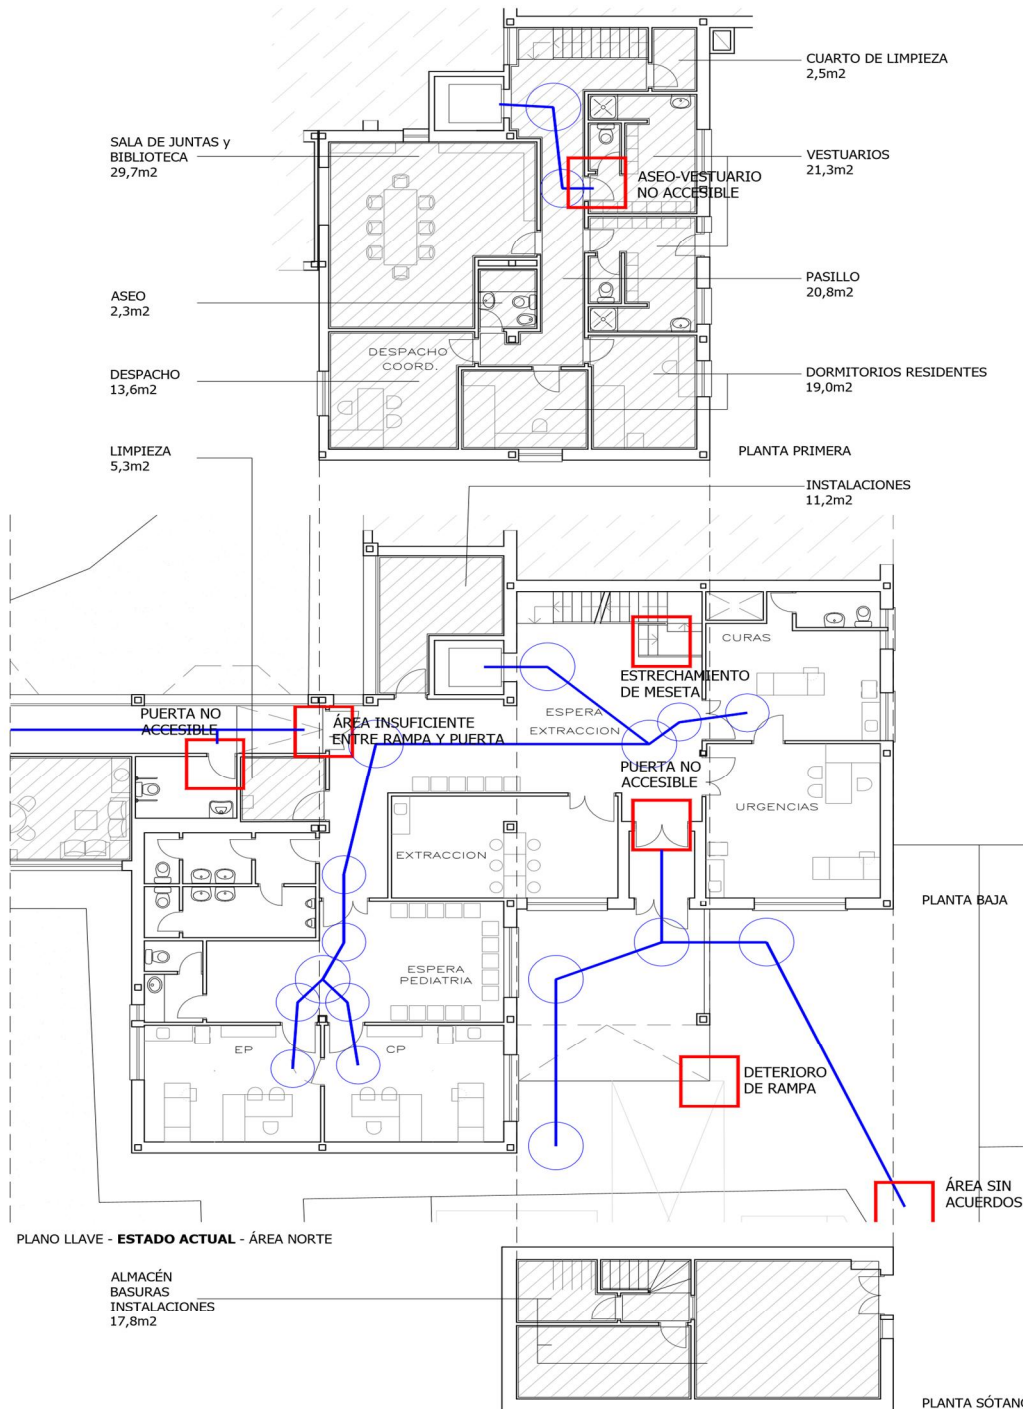 CUARTO DE LIMPIEZA
2,5m2
SALA DE JUNTAS y
BIBLIOTECA
29,7m2
VESTUARIOS
21,3m2
ASEO-VESTUARIO
NO ACCESIBLE
PASILLO
20,8m2
ASEO
2,3m2
DESPACHO
COORD.
DESPACHO
13,6m2
DORMITORIOS RESIDENTES
19,0m2
LIMPIEZA
5,3m2
PLANTA PRIMERA
INSTALACIONES
11,2m2
CURAS
ESTRECHAMIENTO
DE MESETA
PUERTA NO
ACCESIBLE
ÁREA INSUFICIENTE
ENTRE RAMPA Y PUERTA
ESPERA
EXTRACCION
PUERTA NO
ACCESIBLE
URGENCIAS
EXTRACCION
PLANTA BAJA
ESPERA
PEDIATRIA
EP
CP
DETERIORO
DE RAMPA
ÁREA SIN
ACUERDOS
PLANO LLAVE - ESTADO ACTUAL - ÁREA NORTE
ALMACÉN
BASURAS
INSTALACIONES
17,8m2
PLANTA SÓTANO